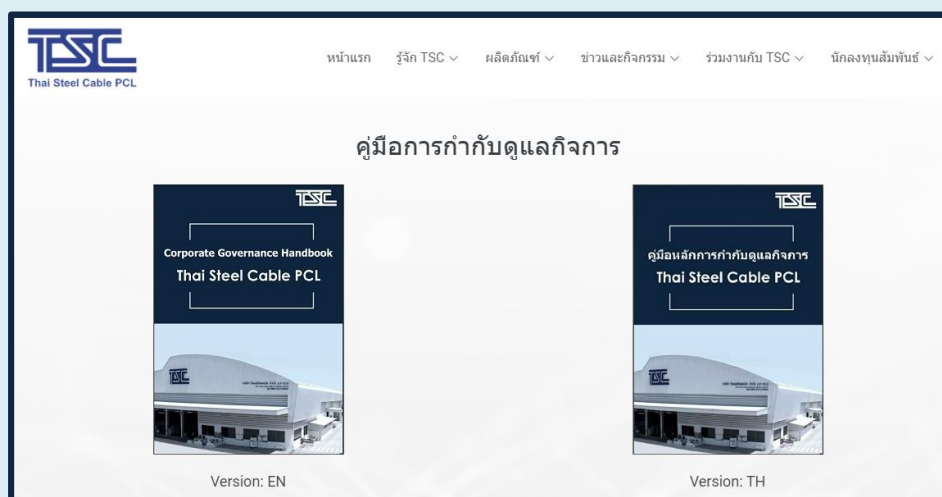 TSC
Thai Steel Cable PCL
หน้าแรก รู้จัก TSC ผลิตภัณฑ์ ข่าวและกิจกรรม ร่วมงานกับ TSC นักลงทุนสัมพันธ์
คู่มือการกำกับดูแลกิจการ
TSC
Corporate Governance Handbook
Thai Steel Cable PCL
TSC
Version: EN
TSC
คู่มือหลักการกำกับดูแลกิจการ
Thai Steel Cable PCL
TSC
Version: TH